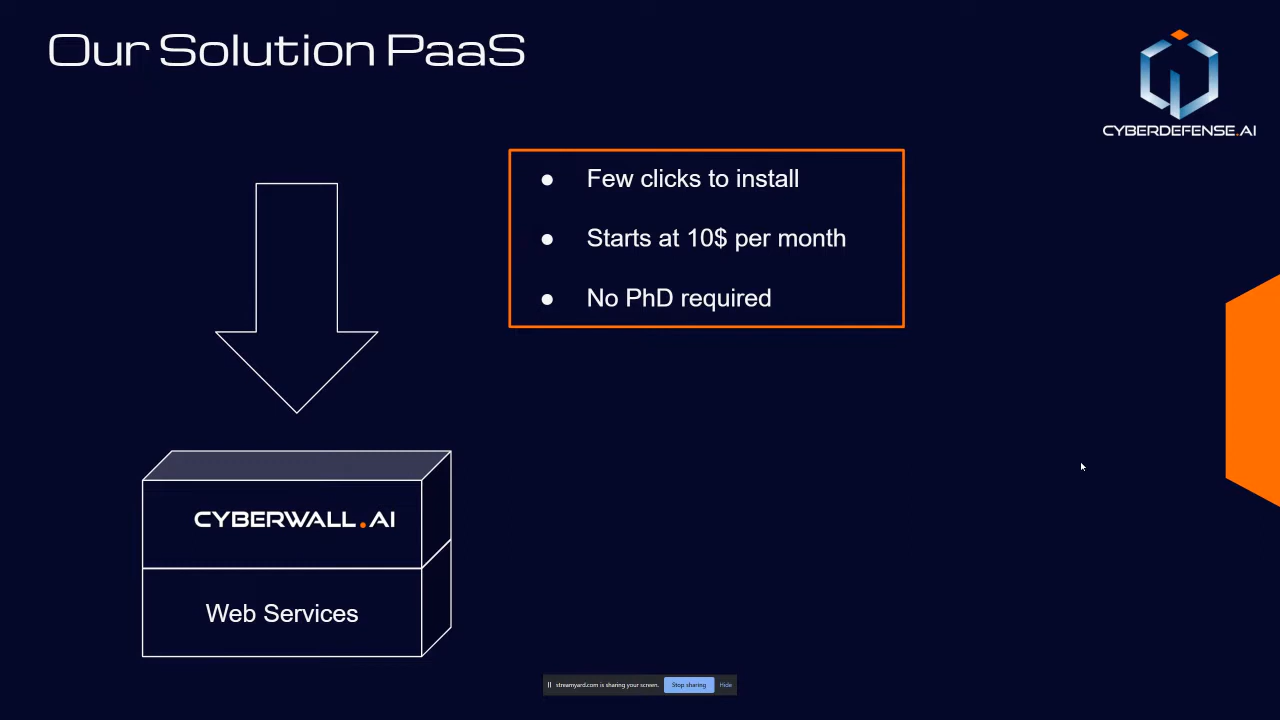 Our Solution PaaS
CYBERDEFENSE.AI
● Few clicks to install
● Starts at 10$ per month
● No PhD required
CYBERWALL.AI
Web Services
streamyard.com is sharing your screen.
Stop sharing
Hide